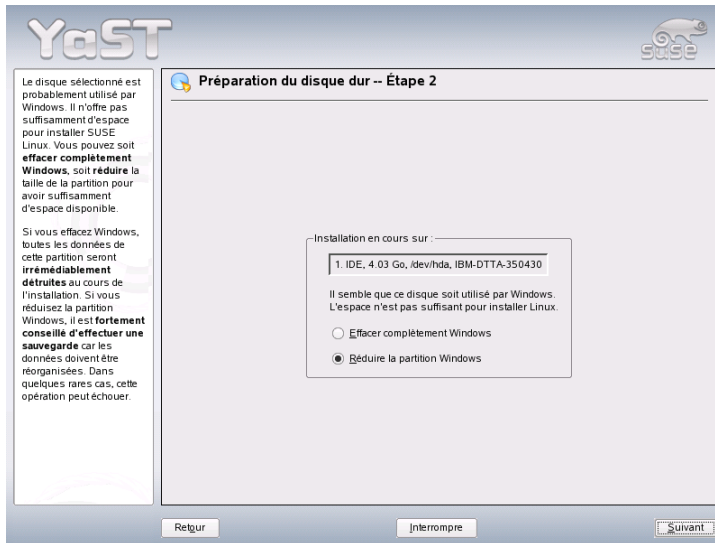 YaST
SUSE
Le disque sélectionné est
probablement utilisé par
Windows. Il n'offre pas
suffisamment d'espace
pour installer SUSE
Linux. Vous pouvez soit
effacer complètement
Windows, soit réduire la
taille de la partition pour
avoir suffisamment
d'espace disponible.
Si vous effacez Windows,
toutes les données de
cette partition seront
irrémédiablement
détruites au cours de
l'installation. Si vous
réduisez la partition
Windows, il est fortement
conseillé d'effectuer une
sauvegarde car les
données doivent être
réorganisées. Dans
quelques rares cas, cette
opération peut échouer.
Préparation du disque dur -- Étape 2
Installation en cours sur :
1. IDE, 4.03 Go, /dev/hda, IBM-DTTA-350430
Il semble que ce disque soit utilisé par Windows.
L'espace n'est pas suffisant pour installer Linux.
Effacer complètement Windows
Réduire la partition Windows
Retour
Interrompre
Suivant